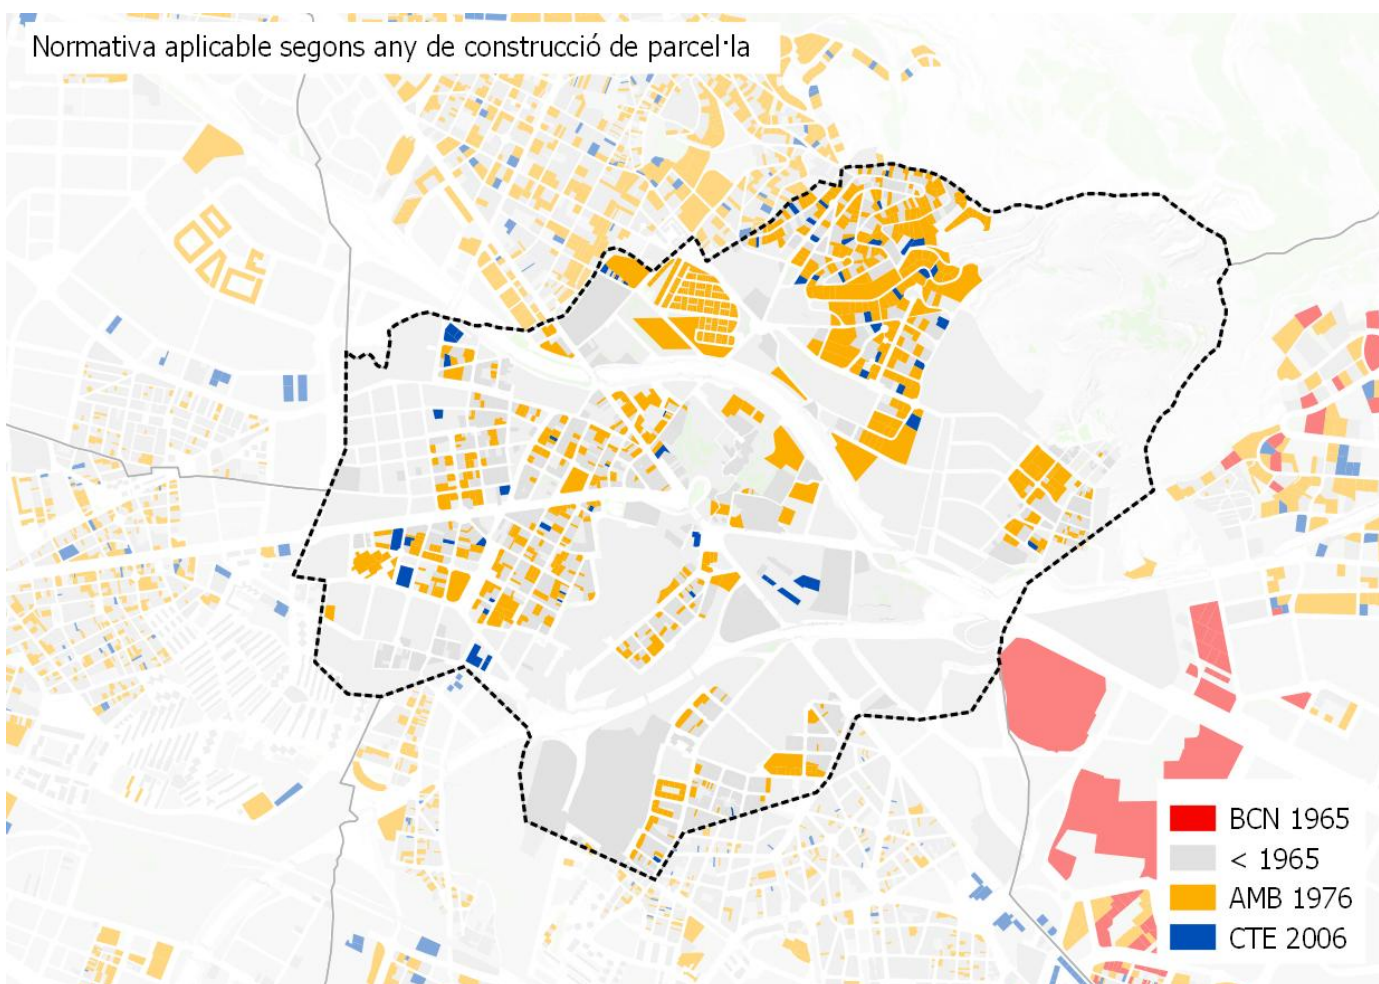 Normativa aplicable segons any de construcció de parcel·la
BCN 1965
< 1965
AMB 1976
CTE 2006